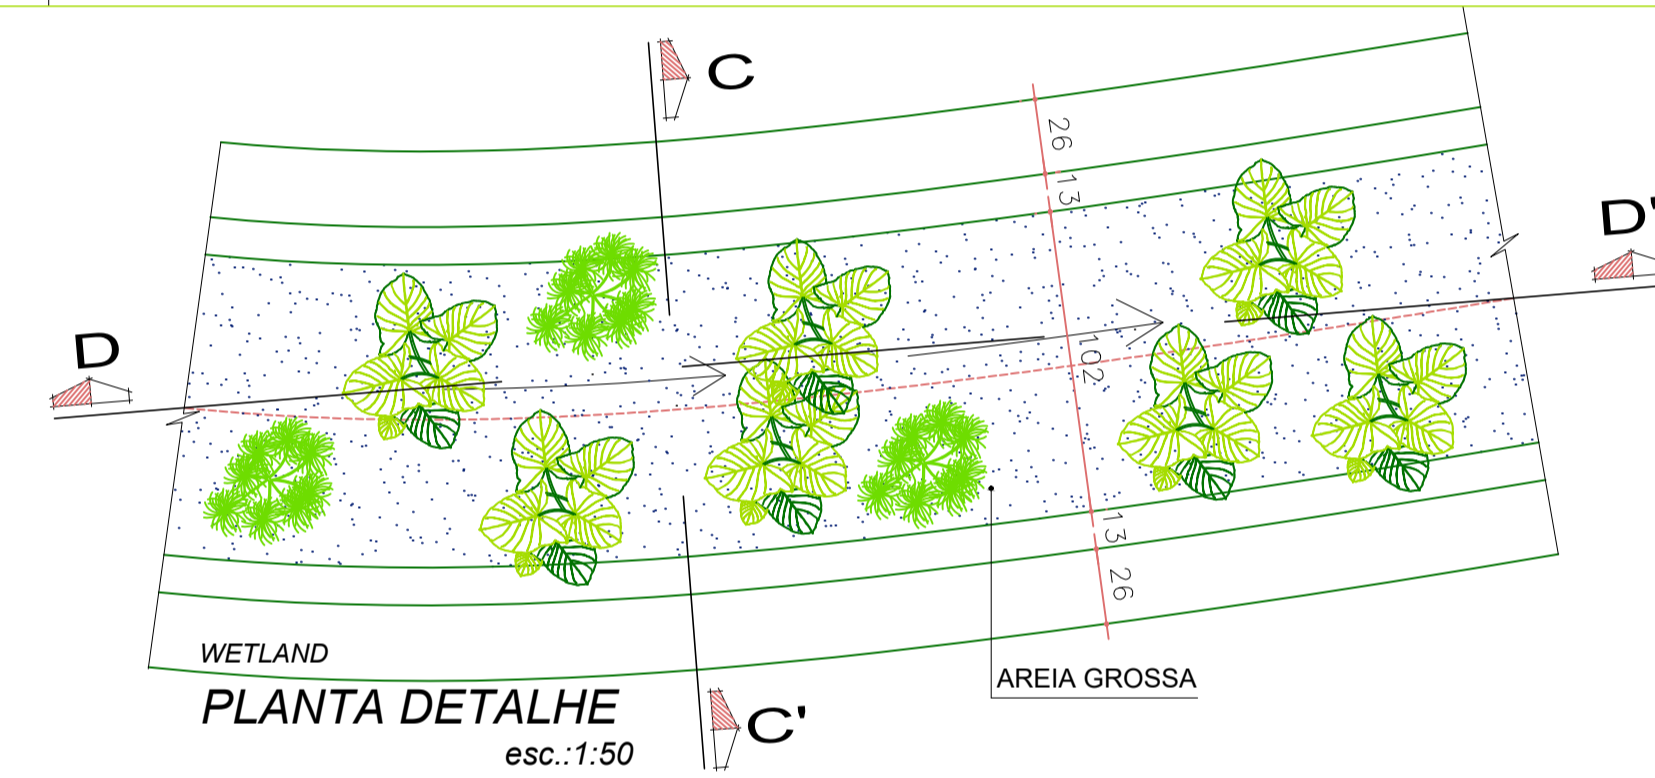 C
26
13
D'
102
D
13
26
WETLAND
AREIA GROSSA
PLANTA DETALHE
C'
esc.:1:50